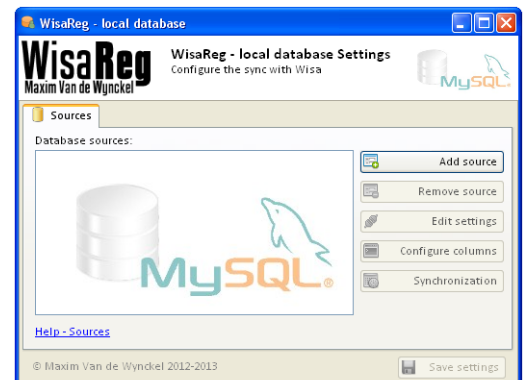 WisaReg - local database
WisaReg
Maxim Van de Wynckel
WisaReg - local database Settings
Configure the sync with Wisa
MySQL.
Sources
Database sources:
MySQL®
Add source
Remove source
Edit settings
Configure columns
Synchronization
Help - Sources
© Maxim Van de Wynckel 2012-2013
Save settings